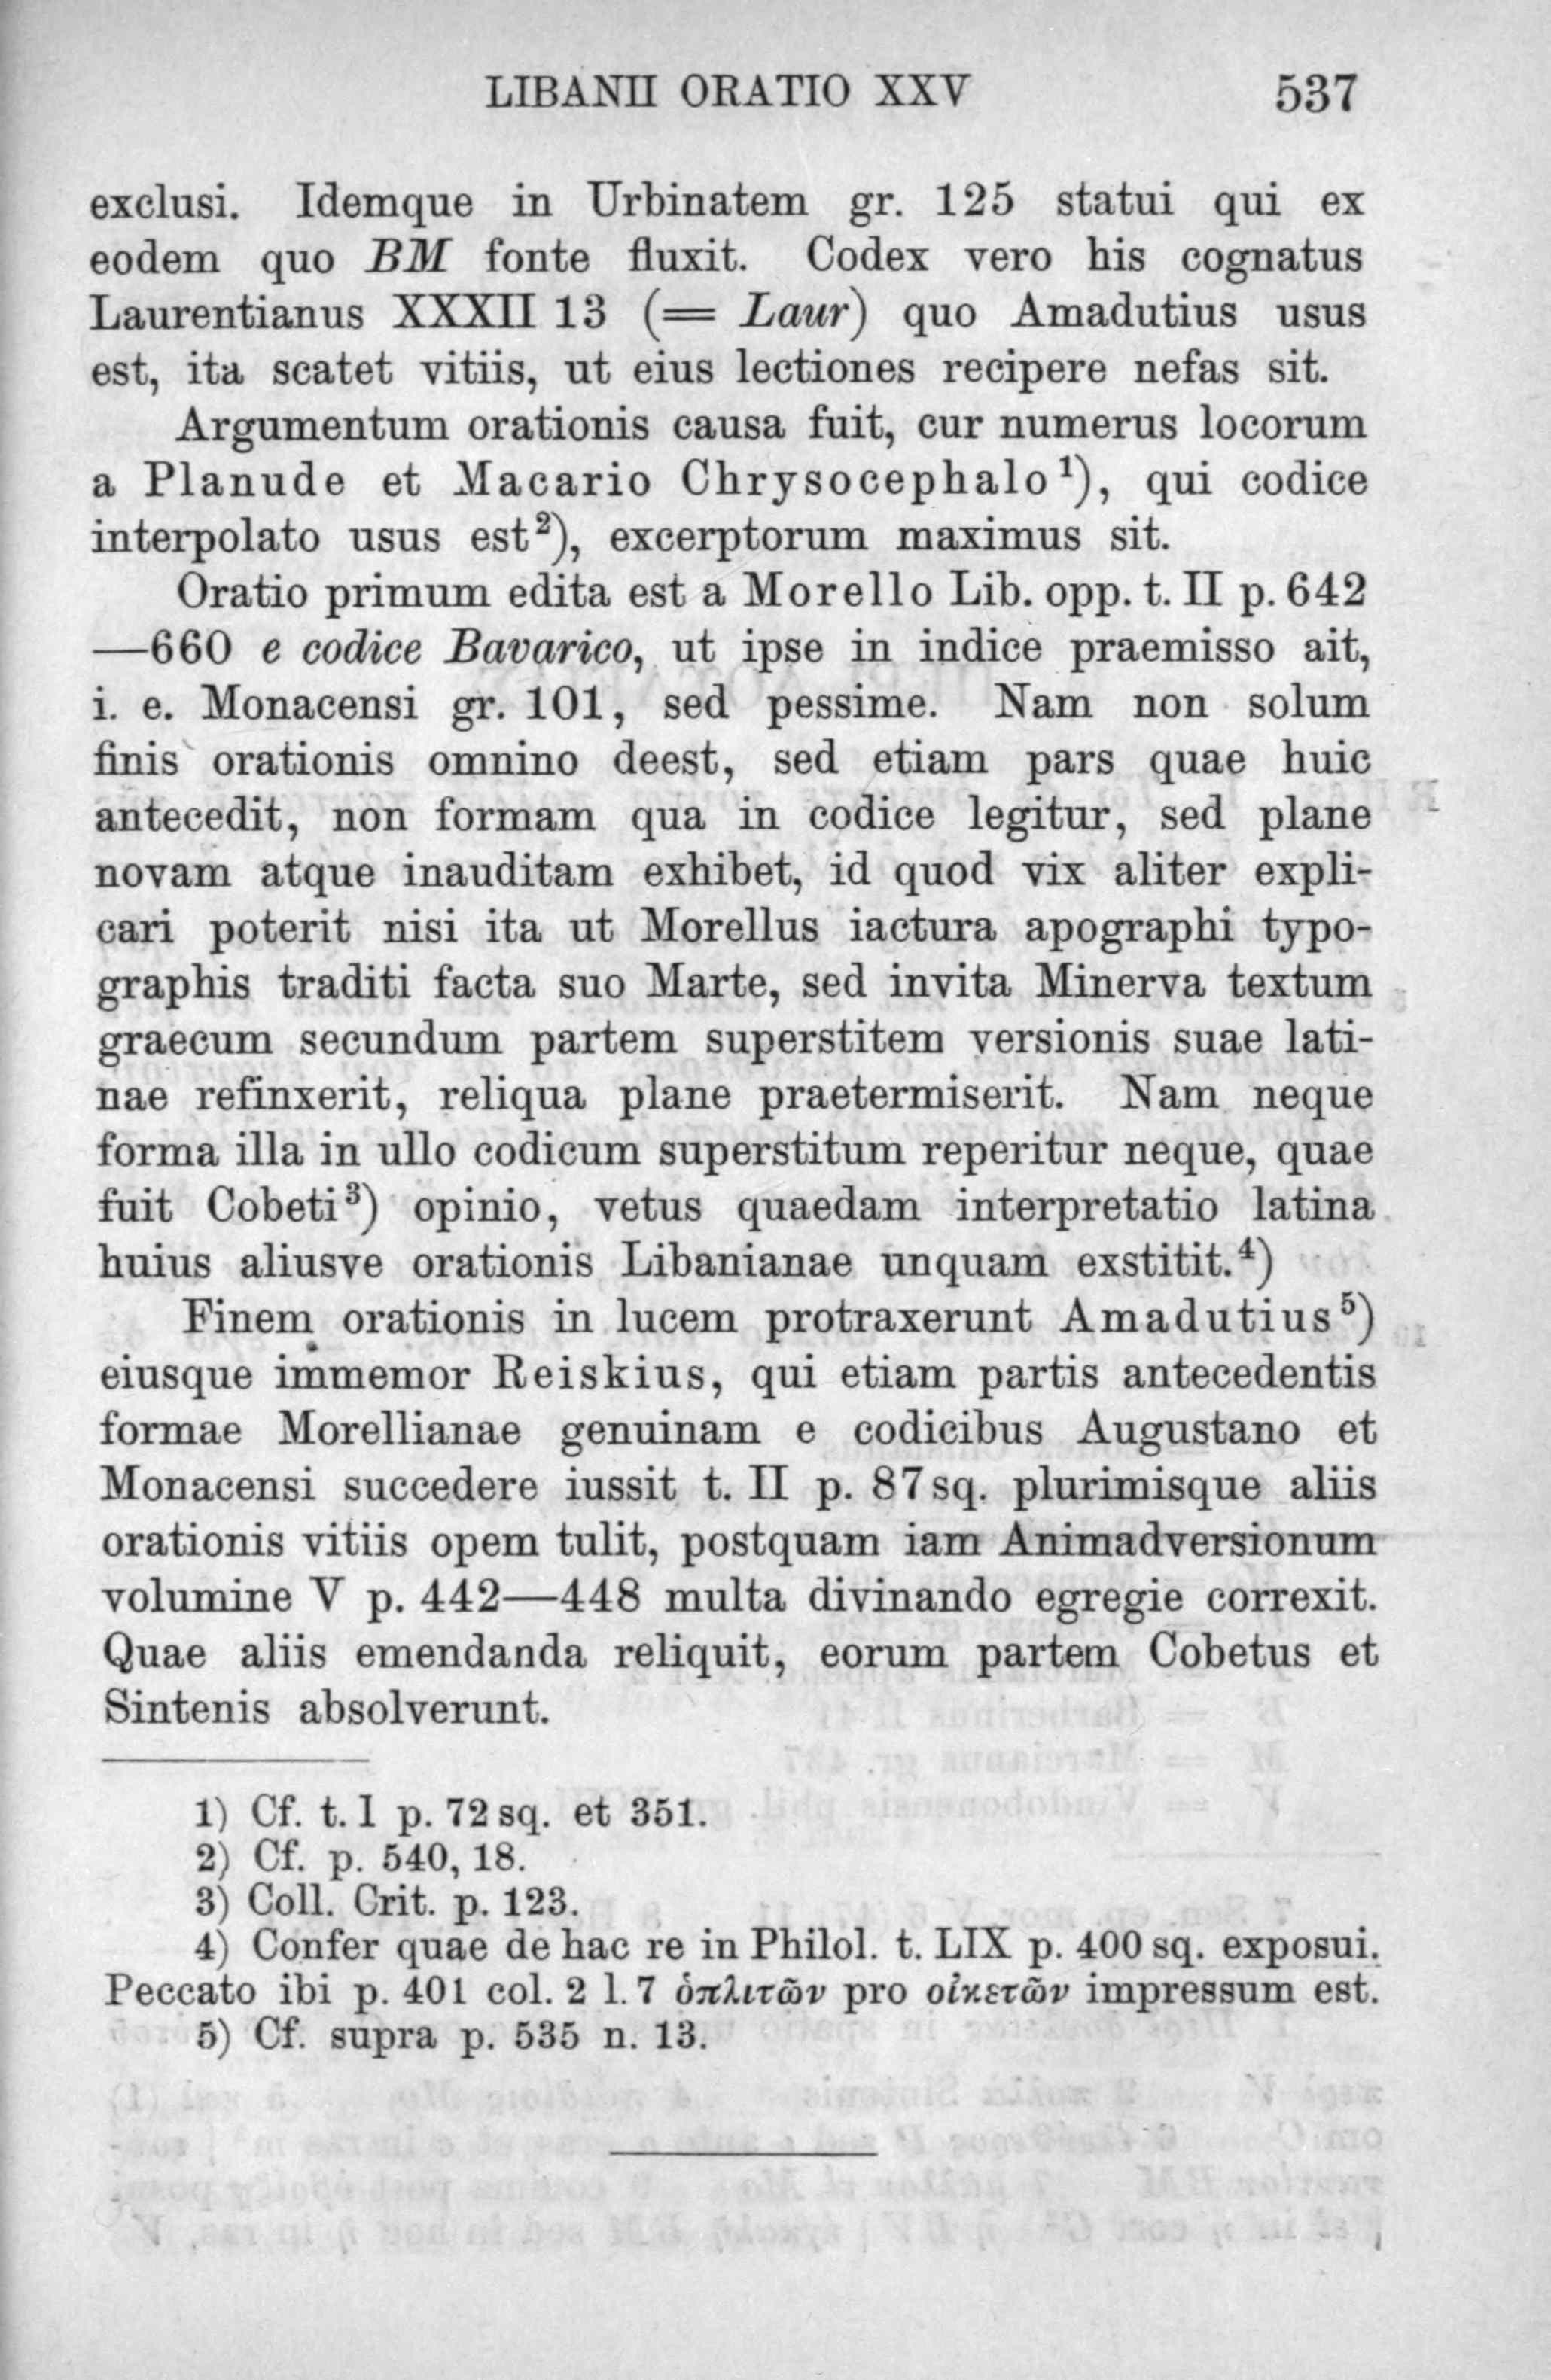 LIBANII ORATIO XXV 537
exclusi. Idemque in Urbinatem gr. 125 statui qui ex
eodem quo BM fonte fluxit. Codex vero his cognatus
Laurentianus XXXII 13 (= Laur) quo Amadutius usus
est, ita scatet vitiis, ut eius lectiones recipere nefas sit.
Argumentum orationis causa fuit, cur numerus locorum
a Planude et Macario Chrysocephalo¹), qui codice
interpolato usus est²), excerptorum maximus sit.
Oratio primum edita est a Morello Lib. opp. t. II p. 642
—660 e codice Bavarico, ut ipse in indice praemisso ait,
i. e. Monacensi gr. 101, sed pessime. Nam non solum
finis orationis omnino deest, sed etiam pars quae huic
antecedit, non formam qua in codice legitur, sed plane
novam atque inauditam exhibet, id quod vix aliter expli-
cari poterit nisi ita ut Morellus iactura apographi typo-
graphis traditi facta suo Marte, sed invita Minerva textum
graecum secundum partem superstitem versionis suae lati-
nae refinxerit, reliqua plane praetermiserit. Nam neque
forma illa in ullo codicum superstitum reperitur neque, quae
fuit Cobeti³) opinio, vetus quaedam interpretatio latina
huius aliusve orationis Libanianae unquam exstitit.⁴)
Finem orationis in lucem protraxerunt Amadutius⁵)
eiusque immemor Reiskius, qui etiam partis antecedentis
formae Morellianae genuinam e codicibus Augustano et
Monacensi succedere iussit t. II p. 87 sq. plurimisque aliis
orationis vitiis opem tulit, postquam iam Animadversionum
volumine V p. 442—448 multa divinando egregie correxit.
Quae aliis emendanda reliquit, eorum partem Cobetus et
Sintenis absolverunt.
1) Cf. t. I p. 72 sq. et 351.
2) Cf. p. 540, 18.
3) Coll. Crit. p. 123.
4) Confer quae de hac re in Philol. t. LIX p. 400 sq. exposui.
Peccato ibi p. 401 col. 2 l. 7 ὁπλιτῶν pro οἰκετῶν impressum est.
5) Cf. supra p. 535 n. 13.